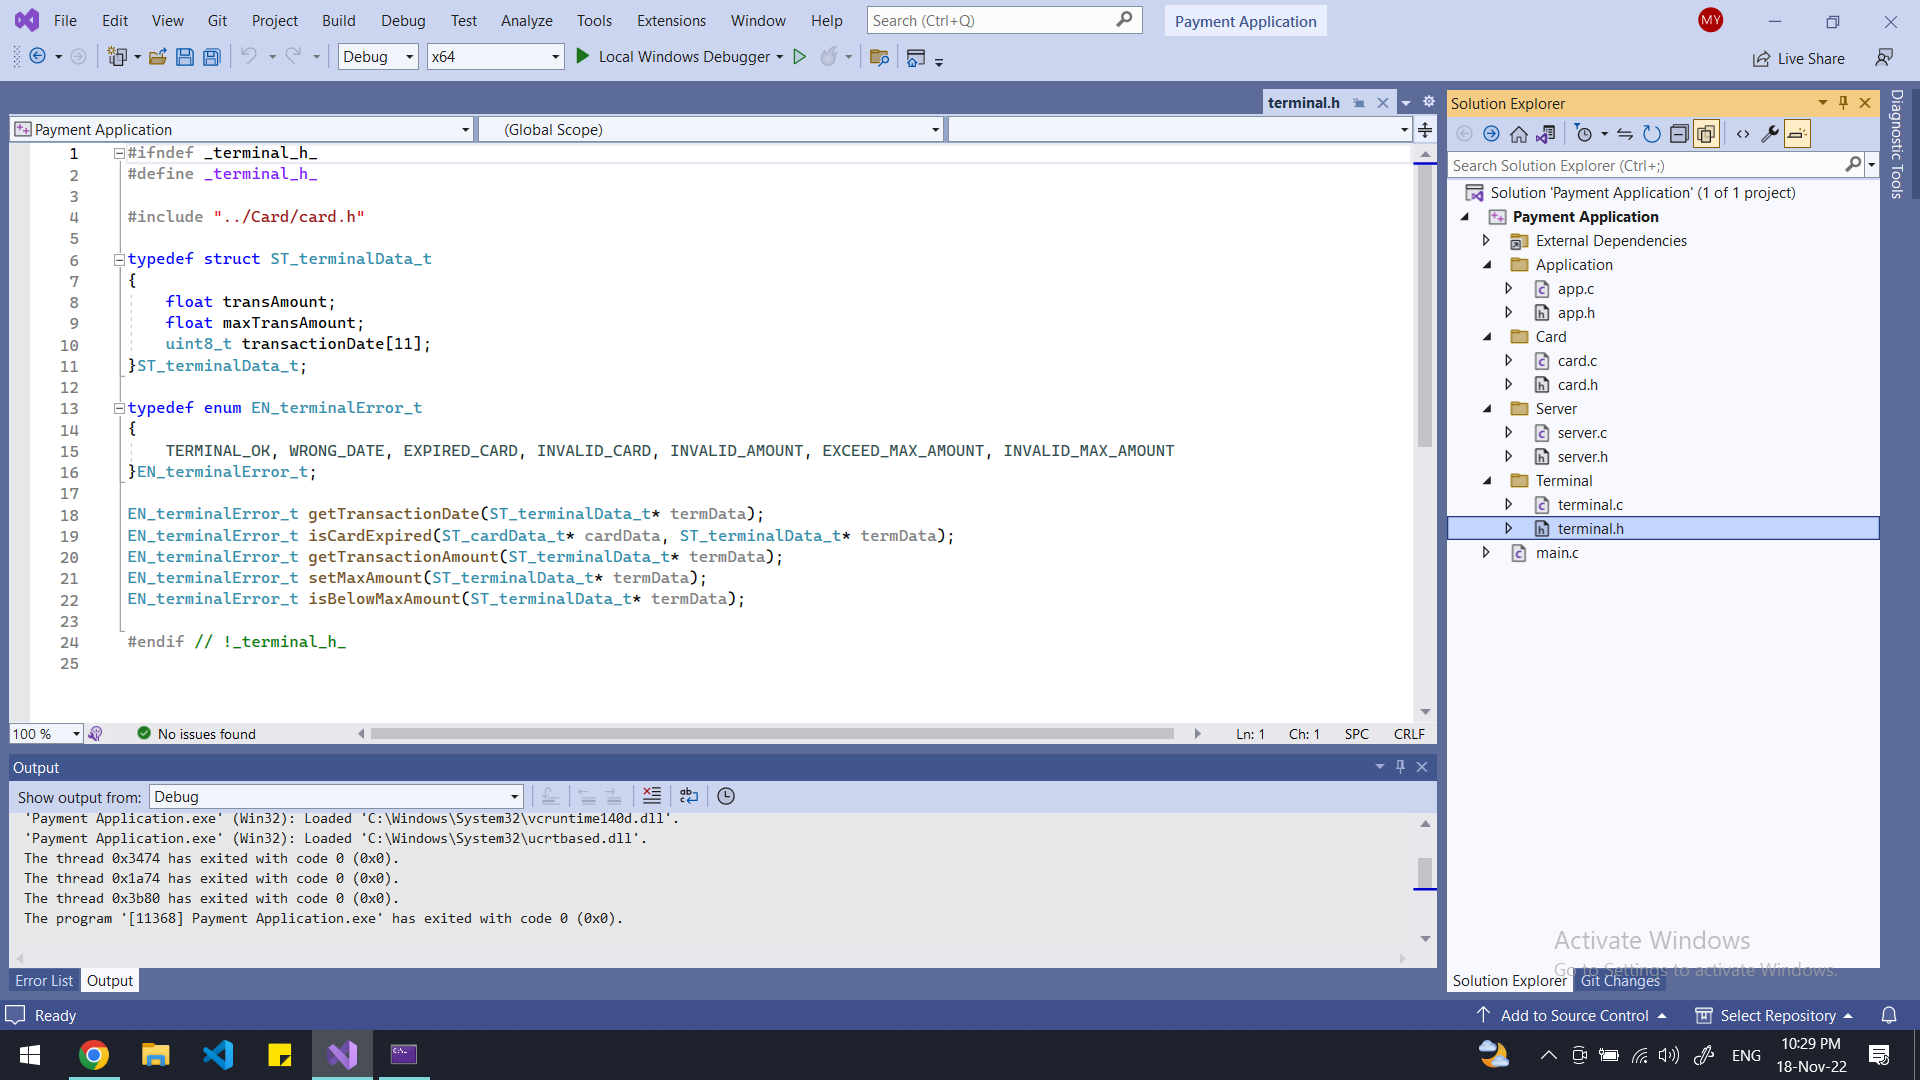 File Edit View Git Project Build Debug Test Analyze Tools Extensions Window Help Search (Ctrl+Q) Payment Application MY
Debug x64 Local Windows Debugger Live Share
terminal.h
Payment Application (Global Scope)
1 #ifndef _terminal_h_
2 #define _terminal_h_
3
4 #include "../Card/card.h"
5
6 typedef struct ST_terminalData_t
7 {
8 float transAmount;
9 float maxTransAmount;
10 uint8_t transactionDate[11];
11 }ST_terminalData_t;
12
13 typedef enum EN_terminalError_t
14 {
15 TERMINAL_OK, WRONG_DATE, EXPIRED_CARD, INVALID_CARD, INVALID_AMOUNT, EXCEED_MAX_AMOUNT, INVALID_MAX_AMOUNT
16 }EN_terminalError_t;
17
18 EN_terminalError_t getTransactionDate(ST_terminalData_t* termData);
19 EN_terminalError_t isCardExpired(ST_cardData_t* cardData, ST_terminalData_t* termData);
20 EN_terminalError_t getTransactionAmount(ST_terminalData_t* termData);
21 EN_terminalError_t setMaxAmount(ST_terminalData_t* termData);
22 EN_terminalError_t isBelowMaxAmount(ST_terminalData_t* termData);
23
24 #endif // !_terminal_h_
25
100 % No issues found Ln: 1 Ch: 1 SPC CRLF
Output
Show output from: Debug
'Payment Application.exe' (Win32): Loaded 'C:\Windows\System32\vcruntime140d.dll'.
'Payment Application.exe' (Win32): Loaded 'C:\Windows\System32\ucrtbased.dll'.
The thread 0x3474 has exited with code 0 (0x0).
The thread 0x1a74 has exited with code 0 (0x0).
The thread 0x3b80 has exited with code 0 (0x0).
The program '[11368] Payment Application.exe' has exited with code 0 (0x0).
Error List Output
Solution Explorer
Search Solution Explorer (Ctrl+;)
Solution 'Payment Application' (1 of 1 project)
Payment Application
External Dependencies
Application
app.c
app.h
Card
card.c
card.h
Server
server.c
server.h
Terminal
terminal.c
terminal.h
main.c
Activate Windows
Go to Settings to activate Windows.
Solution Explorer Git Changes
Diagnostic Tools
Ready Add to Source Control Select Repository
ENG 10:29 PM
18-Nov-22